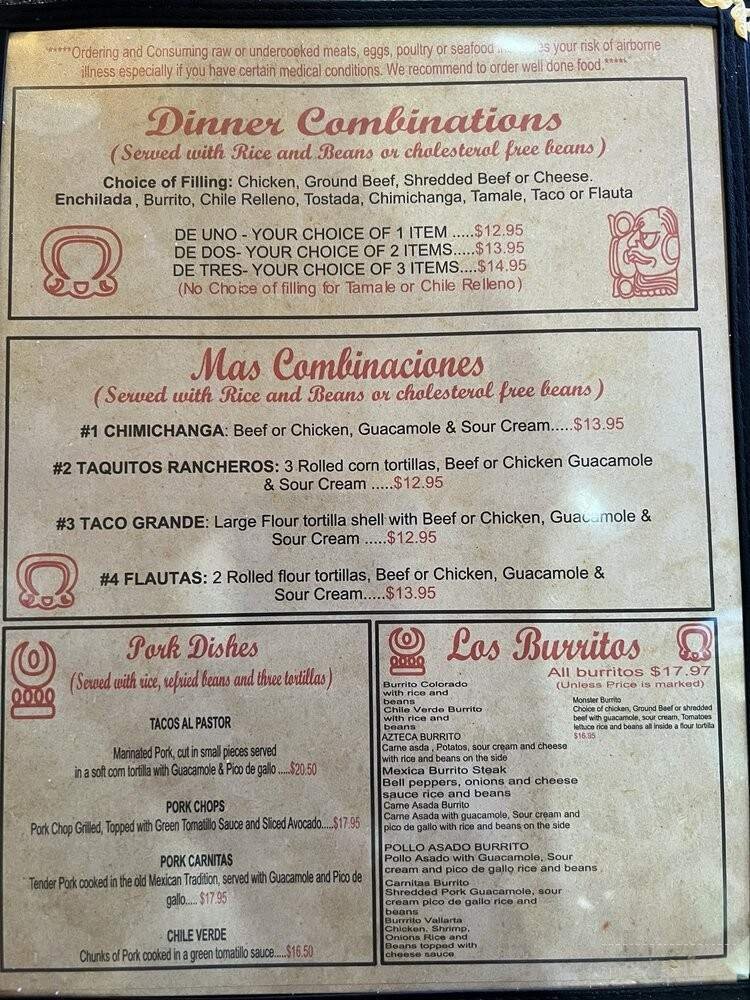 *****Ordering and Consuming raw or undercooked meats, eggs, poultry or seafood your risk of airborne
illness especially if you have certain medical conditions. We recommend to order well done food.*****
Dinner Combinations
(Served with Rice and Beans or cholesterol free beans)
Choice of Filling: Chicken, Ground Beef, Shredded Beef or Cheese.
Enchilada, Burrito, Chile Relleno, Tostada, Chimichanga, Tamale, Taco or Flauta
DE UNO - YOUR CHOICE OF 1 ITEM .....$12.95
DE DOS- YOUR CHOICE OF 2 ITEMS.....$13.95
DE TRES- YOUR CHOICE OF 3 ITEMS....$14.95
(No Choice of filling for Tamale or Chile Relleno)
Mas Combinaciones
(Served with Rice and Beans or cholesterol free beans)
#1 CHIMICHANGA: Beef or Chicken, Guacamole & Sour Cream.....$13.95
#2 TAQUITOS RANCHEROS: 3 Rolled corn tortillas, Beef or Chicken Guacamole
& Sour Cream .....$12.95
#3 TACO GRANDE: Large Flour tortilla shell with Beef or Chicken, Guacamole &
Sour Cream .....$12.95
#4 FLAUTAS: 2 Rolled flour tortillas, Beef or Chicken, Guacamole &
Sour Cream.....$13.95
Pork Dishes
(Served with rice, refried beans and three tortillas)
TACOS AL PASTOR
Marinated Pork, cut in small pieces served
in a soft corn tortilla with Guacamole & Pico de gallo .....$20.50
PORK CHOPS
Pork Chop Grilled, Topped with Green Tomatillo Sauce and Sliced Avocado.....$17.95
PORK CARNITAS
Tender Pork cooked in the old Mexican Tradition, served with Guacamole and Pico de
gallo..... $17.95
CHILE VERDE
Chunks of Pork cooked in a green tomatillo sauce.....$16.50
Los Burritos
All burritos $17.97
(Unless Price is marked)
Burrito Colorado
with rice and
beans
Chile Verde Burrito
with rice and
beans
AZTECA BURRITO
Carne asda , Potatos, sour cream and cheese
with rice and beans on the side
Mexica Burrito Steak
Bell peppers, onions and cheese
sauce rice and beans
Carne Asada Burrito
Carne Asada with guacamole, Sour cream and
pico de gallo with rice and beans on the side
POLLO ASADO BURRITO
Pollo Asado with Guacamole, Sour
cream and pico de gallo rice and beans
Carnitas Burrito
Shredded Pork Guacamole, sour
cream pico de gallo rice and
beans
Burrrito Vallarta
Chicken, Shrimp,
Onions Rice and
Beans topped with
cheese sauce
Monster Burrito
Choice of chicken, Ground Beef or shredded
beef with guacamole, sour cream, Tomatoes
lettuce rice and beans all inside a flour tortilla
$16.95